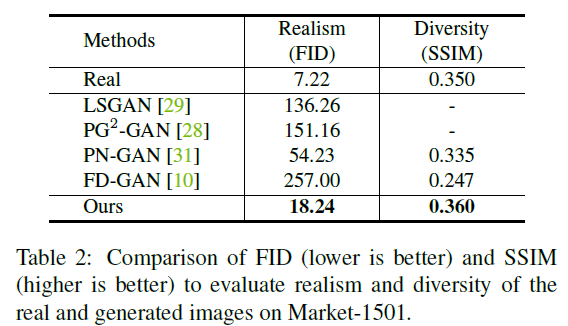 Methods Realism (FID) Diversity (SSIM)
Real 7.22 0.350
LSGAN [29] 136.26 -
PG²-GAN [28] 151.16 -
PN-GAN [31] 54.23 0.335
FD-GAN [10] 257.00 0.247
Ours 18.24 0.360
Table 2: Comparison of FID (lower is better) and SSIM
(higher is better) to evaluate realism and diversity of the
real and generated images on Market-1501.